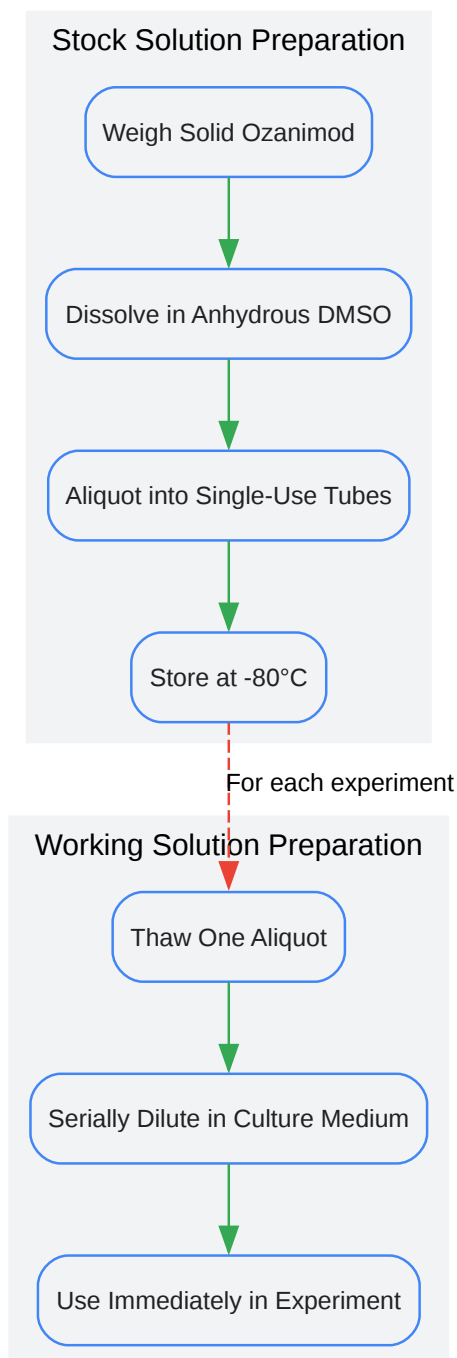 Stock Solution Preparation
Weigh Solid Ozanimod
Dissolve in Anhydrous DMSO
Aliquot into Single-Use Tubes
Store at -80°C
For each experiment
Working Solution Preparation
Thaw One Aliquot
Serially Dilute in Culture Medium
Use Immediately in Experiment